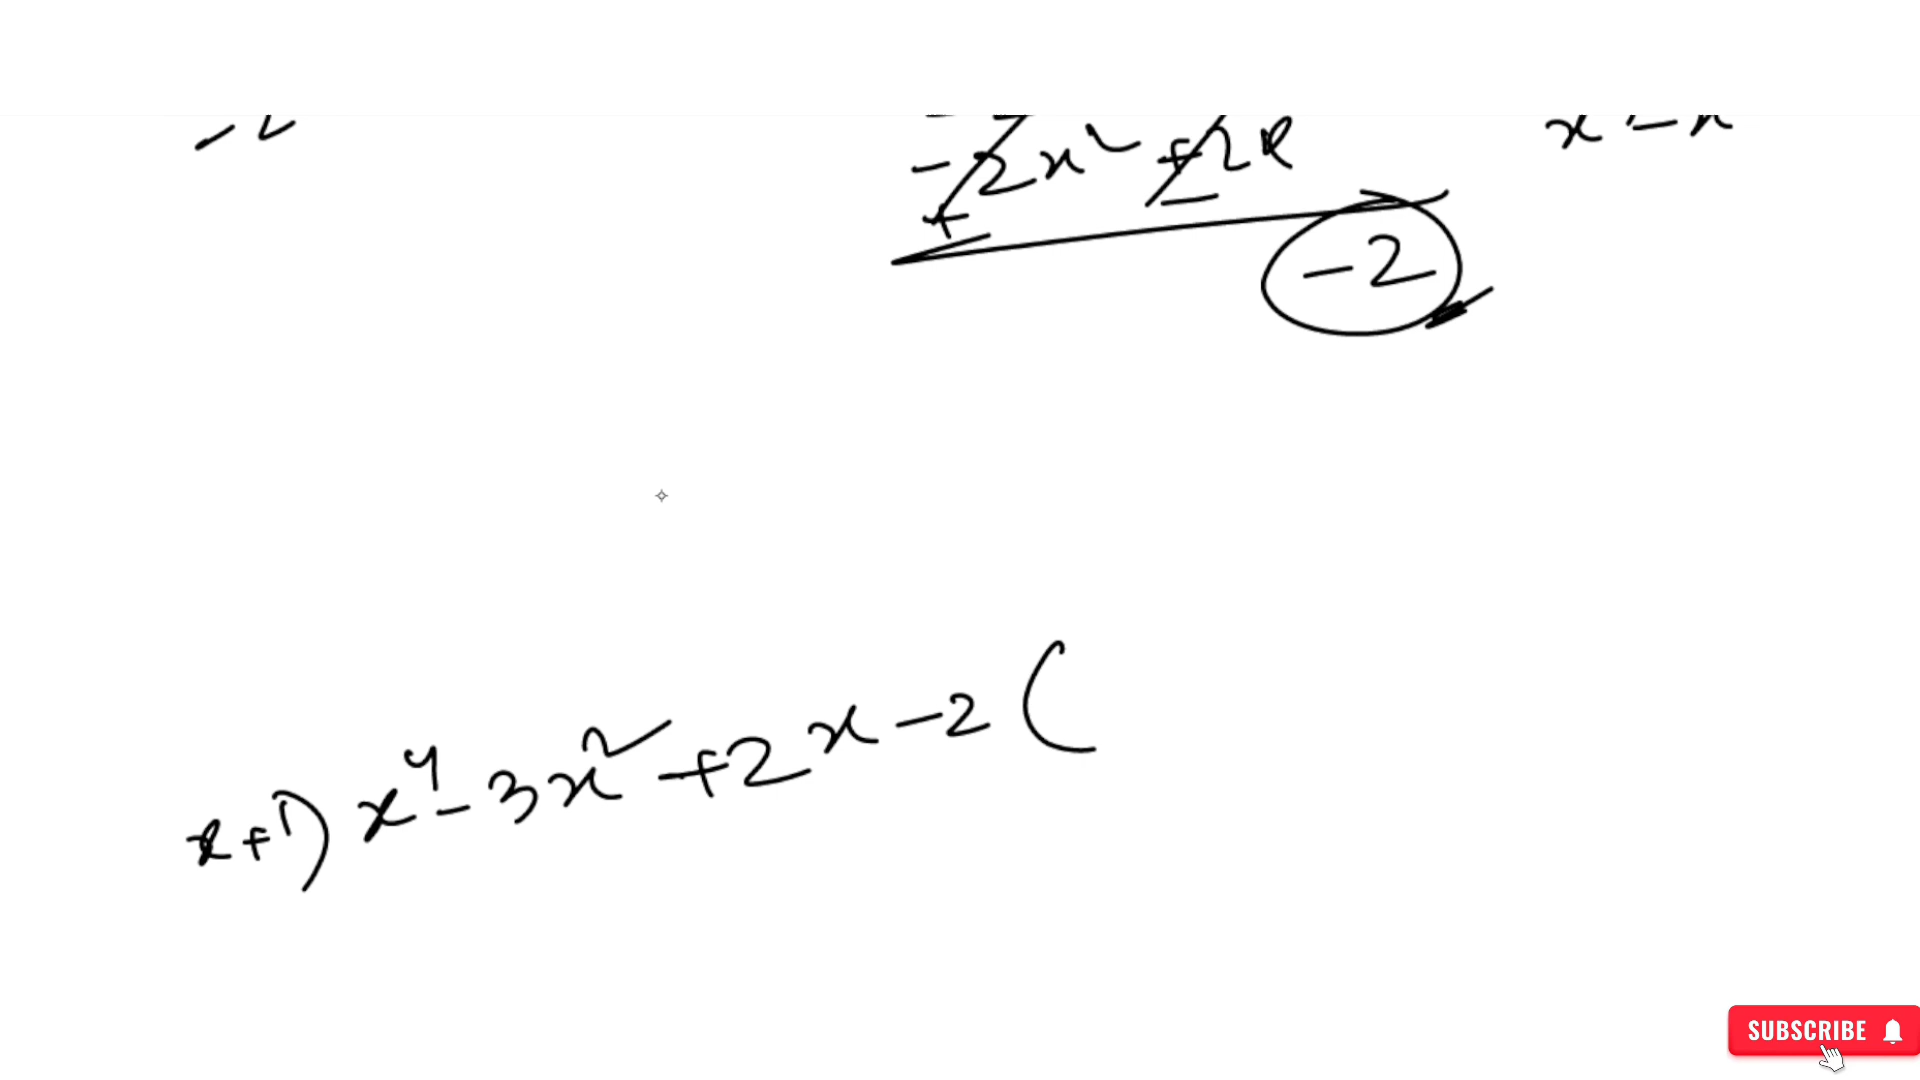 -2x² +2x
+ -
-2
x+1) x⁴ - 3x² + 2x - 2 (
SUBSCRIBE